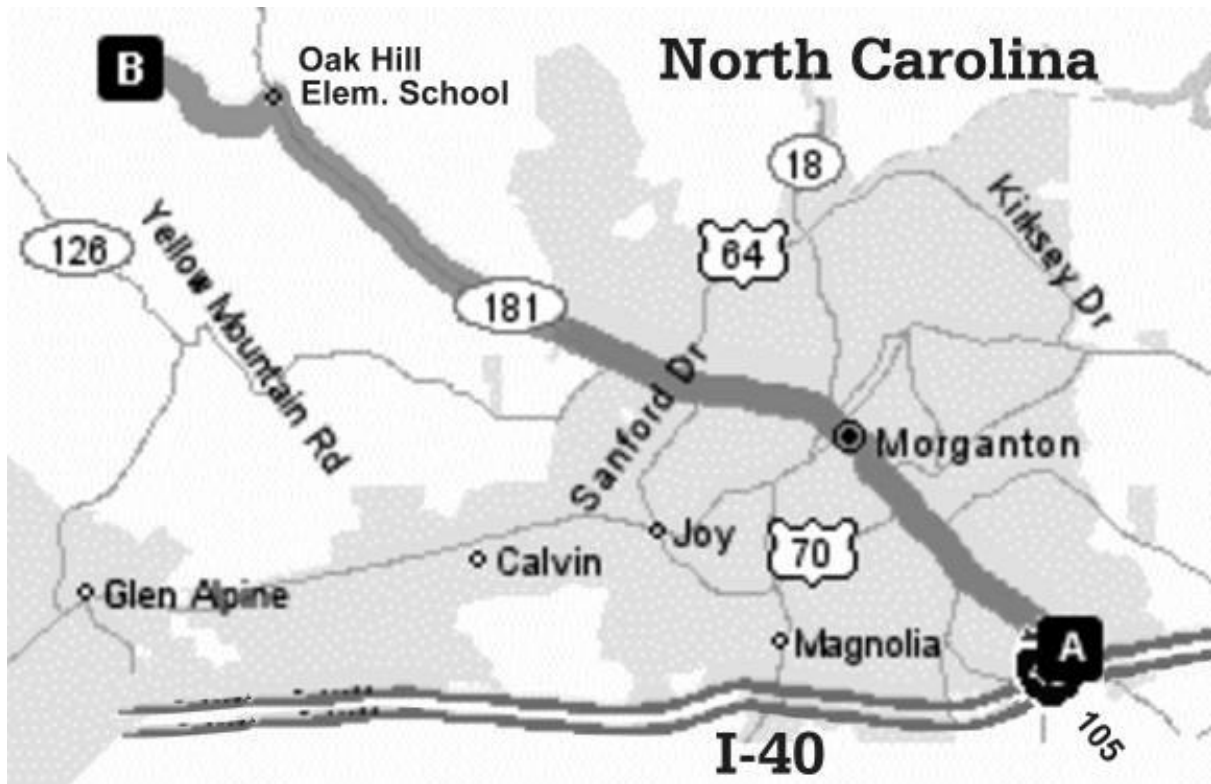 B
Oak Hill
Elem. School
North Carolina
18
Kirksey Dr
126
Yellow Mountain Rd
64
181
Sanford Dr
Morganton
Joy
70
Calvin
Glen Alpine
Magnolia
A
105
I-40